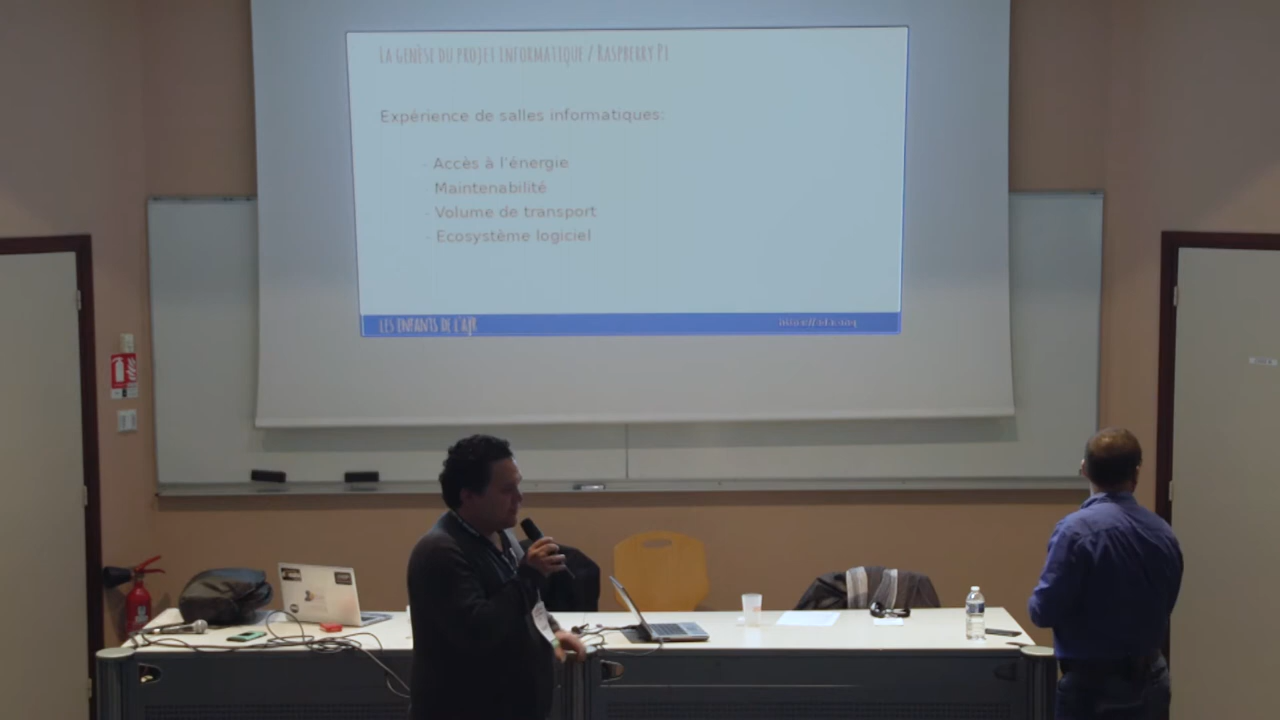 La genèse du projet informatique / Raspberry Pi
Expérience de salles informatiques:
- Accès à l'énergie
Maintenabilité
- Volume de transport
- Ecosystème logiciel
LES ENFANTS DE L'AIR